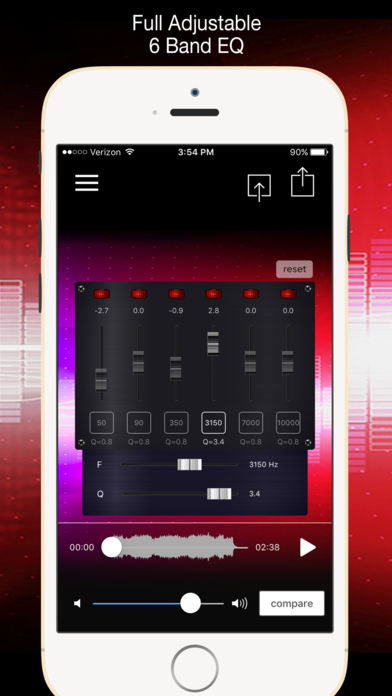 Full Adjustable
6 Band EQ
Verizon 3:54 PM 90%
reset
-2.7 0.0 -0.9 2.8 0.0 0.0
50 90 350 3150 7000 10000
Q=0.8 Q=0.8 Q=0.8 Q=3.4 Q=0.8 Q=0.8
F 3150 Hz
Q 3.4
00:00 02:38
compare